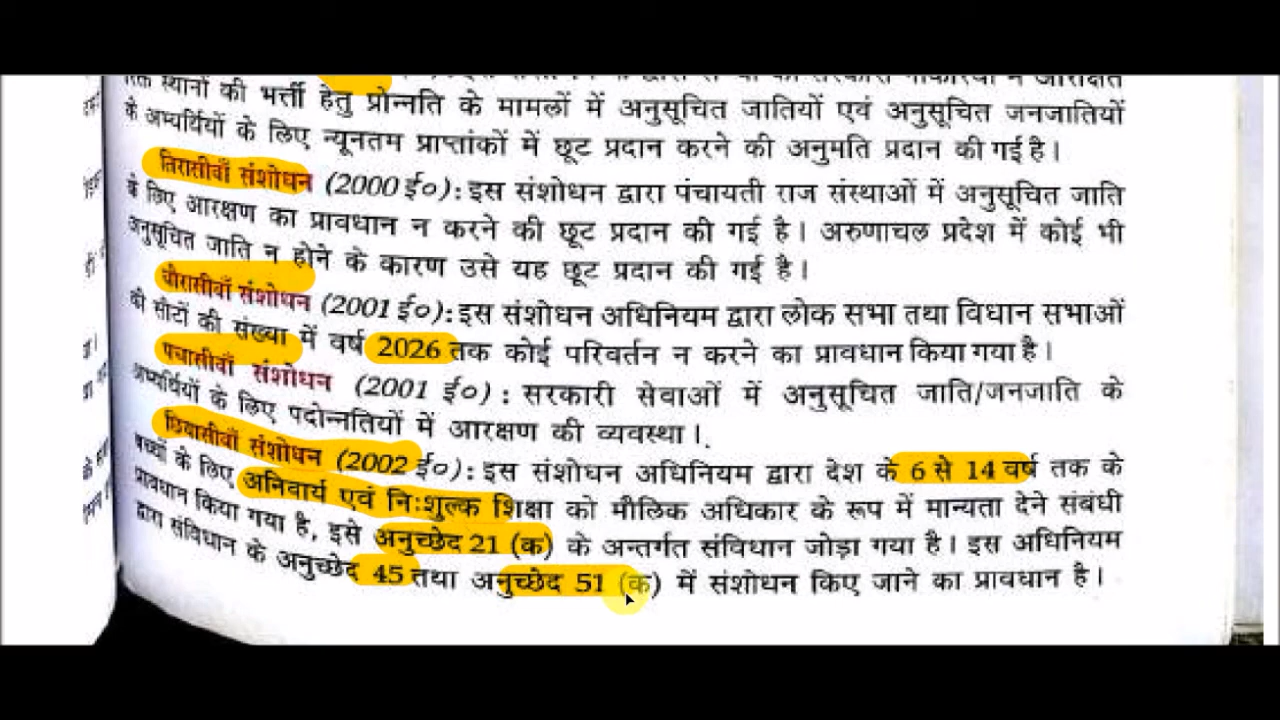 स्थानों की भर्त्ती हेतु प्रोन्नति के मामलों में अनुसूचित जातियों एवं अनुसूचित जनजातियों
के अभ्यर्थियों के लिए न्यूनतम प्राप्तांकों में छूट प्रदान करने की अनुमति प्रदान की गई है।
तिरासीवाँ संशोधन (2000 ई०): इस संशोधन द्वारा पंचायती राज संस्थाओं में अनुसूचित जाति
के लिए आरक्षण का प्रावधान न करने की छूट प्रदान की गई है। अरुणाचल प्रदेश में कोई भी
अनुसूचित जाति न होने के कारण उसे यह छूट प्रदान की गई है।
चौरासीवाँ संशोधन (2001 ई०): इस संशोधन अधिनियम द्वारा लोक सभा तथा विधान सभाओं
की सीटों की संख्या में वर्ष 2026 तक कोई परिवर्तन न करने का प्रावधान किया गया है।
पचासीवाँ संशोधन (2001 ई०) : सरकारी सेवाओं में अनुसूचित जाति/जनजाति के
अभ्यर्थियों के लिए पदोन्नतियों में आरक्षण की व्यवस्था।
छियासीवाँ संशोधन (2002 ई०): इस संशोधन अधिनियम द्वारा देश के 6 से 14 वर्ष तक के
बच्चों के लिए अनिवार्य एवं निःशुल्क शिक्षा को मौलिक अधिकार के रूप में मान्यता देने संबंधी
प्रावधान किया गया है, इसे अनुच्छेद 21 (क) के अन्तर्गत संविधान जोड़ा गया है। इस अधिनियम
द्वारा संविधान के अनुच्छेद 45 तथा अनुच्छेद 51 (क) में संशोधन किए जाने का प्रावधान है।